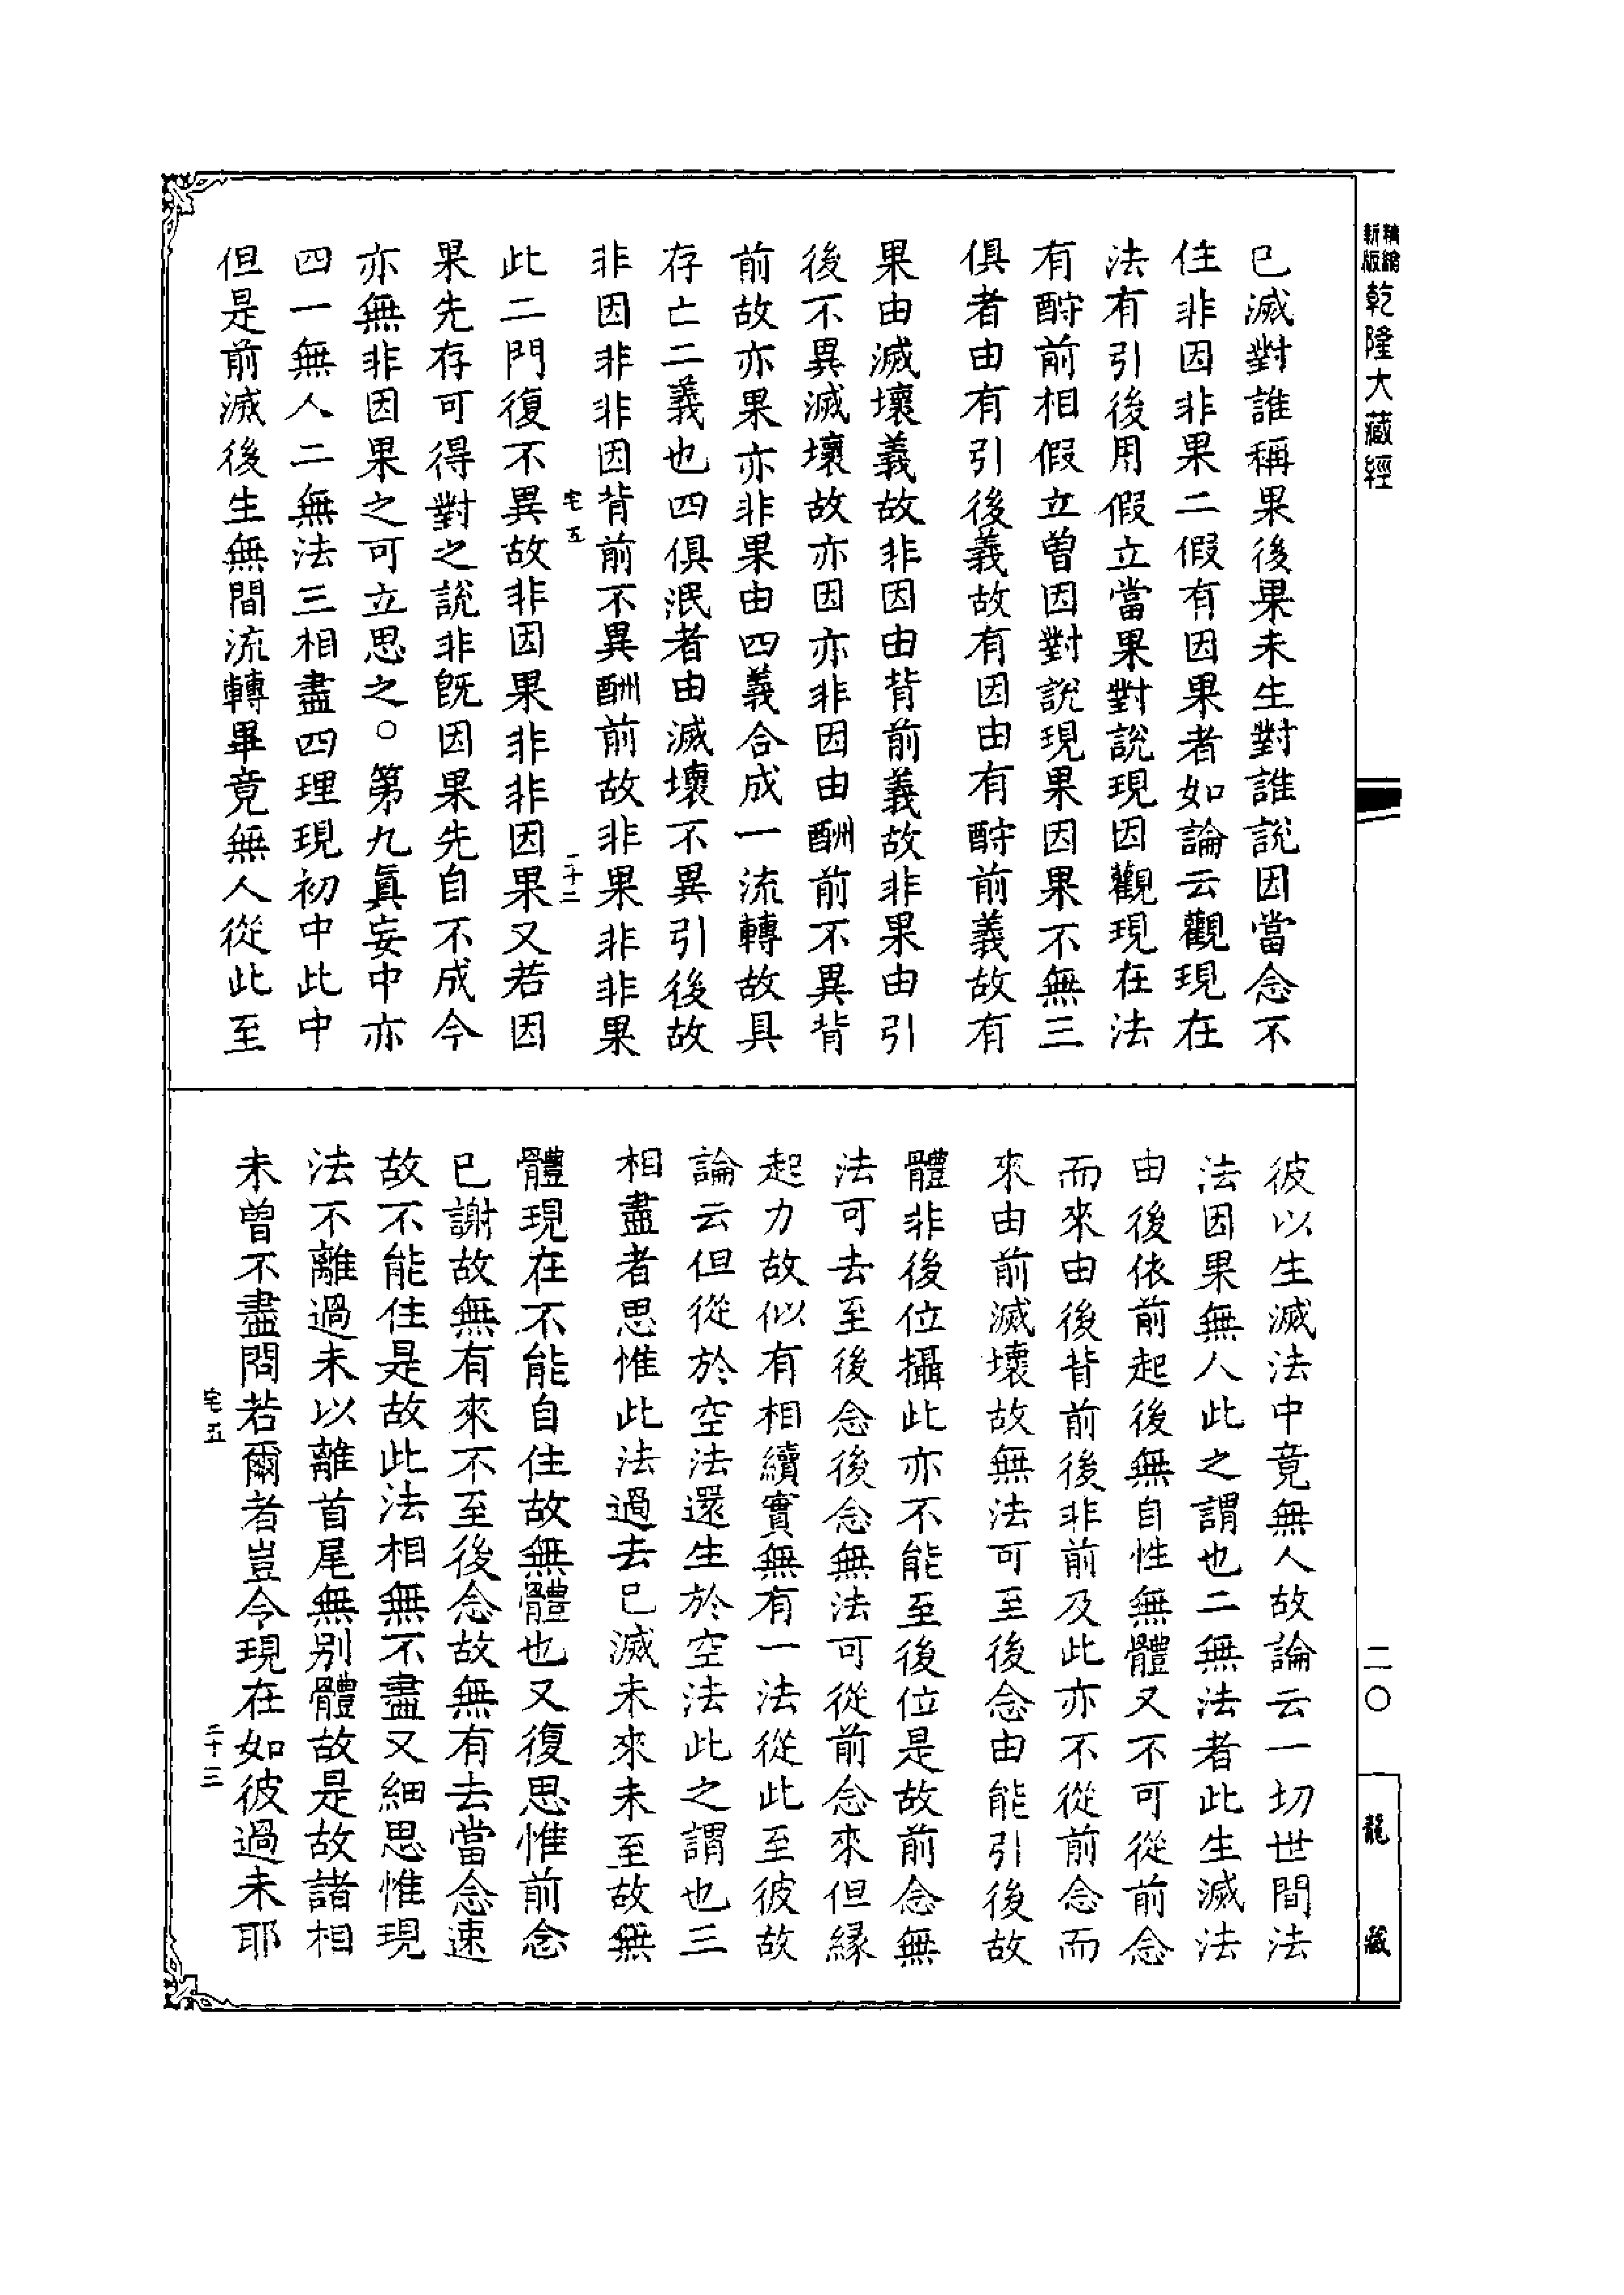 精縮新版乾隆大藏經
已滅對誰稱果後果未生對誰說因當念不
住非因非果二假有因果者如論云觀現在
法有引後用假立當果對說現因觀現在法
有酧前相假立曾因對說現果因果不無三
俱者由有引後義故有因由有酧前義故有
果由滅壞義故非因由背前義故非果由引
後不異滅壞故亦因亦非因由酬前不異背
前故亦果亦非果由四義合成一流轉故具
存亡二義也四俱泯者由滅壞不異引後故
非因非非因背前不異酬前故非果非非果
宅五
二十二
此二門復不異故非因果非非因果又若因
果先存可得對之說非旣因果先自不成今
亦無非因果之可立思之○第九眞妄中亦
四一無人二無法三相盡四理現初中此中
但是前滅後生無間流轉畢竟無人從此至
彼以生滅法中竟無人故論云一切世間法
法因果無人此之謂也二無法者此生滅法
由後依前起後無自性無體又不可從前念
而來由後背前後非前及此亦不從前念而
來由前滅壞故無法可至後念由能引後故
體非後位攝此亦不能至後位是故前念無
法可去至後念後念無法可從前念來但緣
起力故似有相續實無有一法從此至彼故
論云但從於空法還生於空法此之謂也三
相盡者思惟此法過去已滅未來未至故無
體現在不能自住故無體也又復思惟前念
已謝故無有來不至後念故無有去當念速
故不能住是故此法相無不盡又細思惟現
法不離過未以離首尾無别體故是故諸相
未曾不盡問若爾者豈令現在如彼過未耶
宅五
二十三
二〇
龍藏